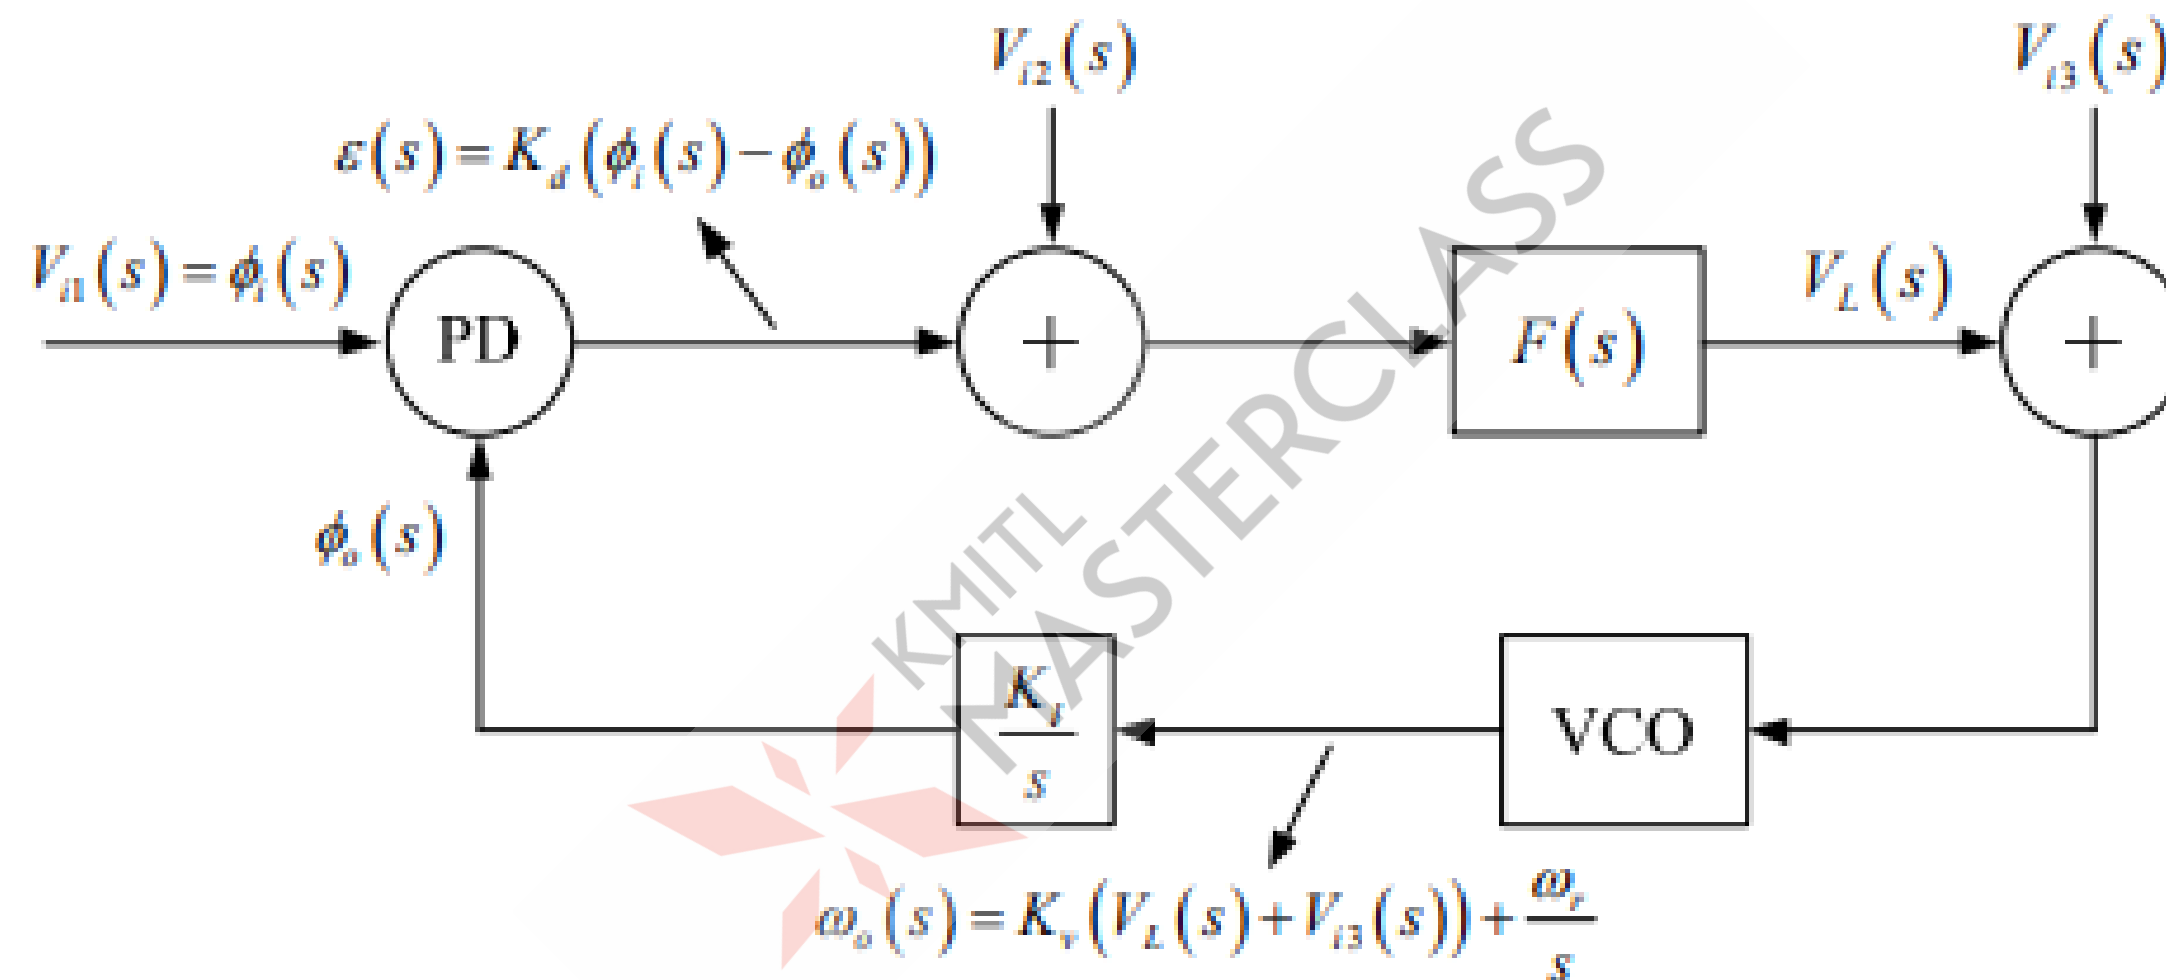 V_{i2}(s)
V_{i3}(s)
ε(s) = K_d(ϕ_i(s) − ϕ_o(s))
V_{i1}(s) = ϕ_i(s)
PD
+
F(s)
V_L(s)
+
ϕ_o(s)
K_t
s
VCO
ω_o(s) = K_v(V_L(s) + V_{i3}(s)) + ω_r/s
KMITL
MASTERCLASS